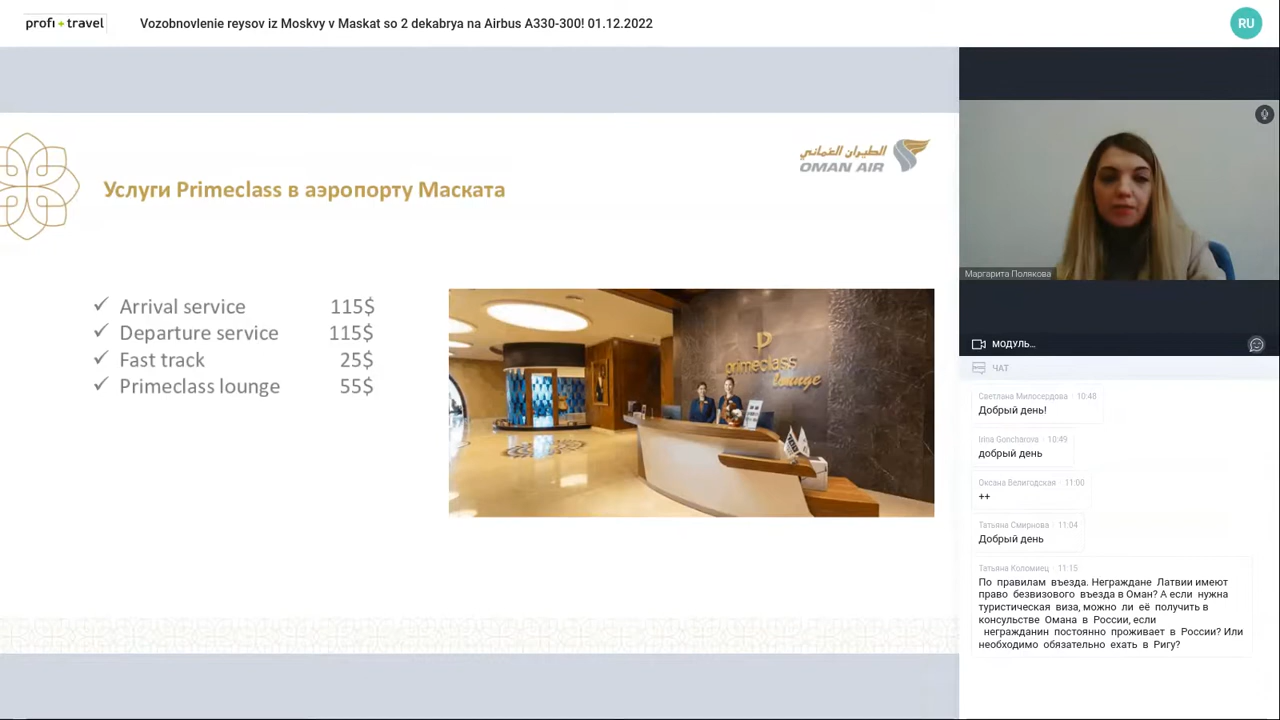 profi travel
Vozobnovlenie reysov iz Moskvy v Maskat so 2 dekabrya na Airbus A330-300! 01.12.2022
RU
الطيران العماني
OMAN AIR
Услуги Primeclass в аэропорту Маската
✓ Arrival service 115$
✓ Departure service 115$
✓ Fast track 25$
✓ Primeclass lounge 55$
primeclass
lounge
Маргарита Полякова
МОДУЛЬ…
ЧАТ
Светлана Милосердова · 10:48
Добрый день!
Irina Goncharova · 10:49
добрый день
Оксана Велигодская · 11:00
++
Татьяна Смирнова · 11:04
Добрый день
Татьяна Коломиец · 11:15
По правилам въезда. Неграждане Латвии имеют
право безвизового въезда в Оман? А если нужна
туристическая виза, можно ли её получить в
консульстве Омана в России, если
негражданин постоянно проживает в России? Или
необходимо обязательно ехать в Ригу?